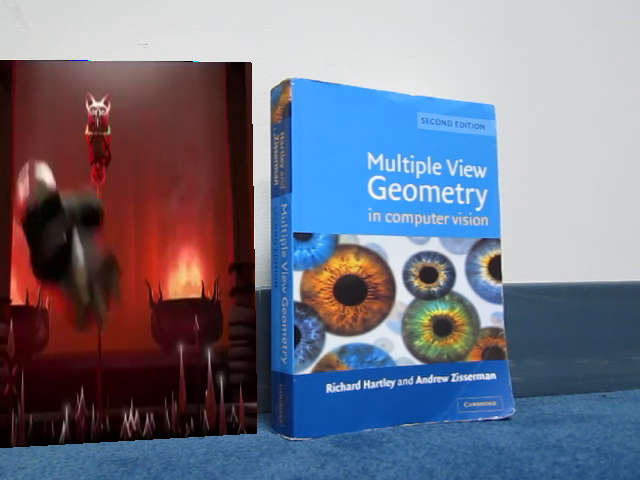 SECOND EDITION
Multiple View
Geometry
in computer vision
Richard Hartley and Andrew Zisserman
CAMBRIDGE
Hartley and
Zisserman
Multiple View Geometry